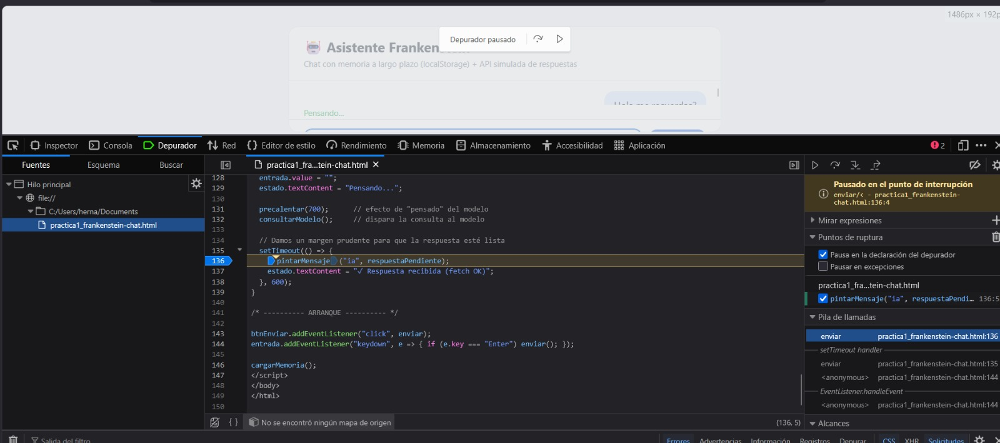 1486px × 192p
Depurador pausado
Asistente Franken
Chat con memoria a largo plazo (localStorage) + API simulada de respuestas
Pensando...
Inspector
Consola
Depurador
Red
Editor de estilo
Rendimiento
Memoria
Almacenamiento
Accesibilidad
Aplicación
2
Fuentes
Esquema
Buscar
Hilo principal
file://
C:/Users/herna/Documents
practica1_frankenstein-chat.html
practica1_fra...tein-chat.html
128 entrada.value = "";
129 estado.textContent = "Pensando...";
130
131 precalentar(700);      // efecto de "pensado" del modelo
132 consultarModelo();     // dispara la consulta al modelo
133
134 // Damos un margen prudente para que la respuesta esté lista
135 setTimeout(() => {
136 pintarMensaje("ia", respuestaPendiente);
137 estado.textContent = "✓ Respuesta recibida (fetch OK)";
138 }, 600);
139 }
140
141 /* ---------- ARRANQUE ---------- */
142
143 btnEnviar.addEventListener("click", enviar);
144 entrada.addEventListener("keydown", e => { if (e.key === "Enter") enviar(); });
145
146 cargarMemoria();
147 </script>
148 </body>
149 </html>
150
{ } No se encontró ningún mapa de origen
(136, 5)
Pausado en el punto de interrupción
enviar/< - practica1_frankenstein-
chat.html:136:4
Mirar expresiones
Puntos de ruptura
Pausa en la declaración del depurador
Pausar en excepciones
practica1_fra...tein-chat.html
pintarMensaje("ia", respuestaPendi... 136:5
Pila de llamadas
enviar practica1_frankenstein-chat.html:136
setTimeout handler
enviar practica1_frankenstein-chat.html:135
<anonymous> practica1_frankenstein-chat.html:144
EventListener.handleEvent
<anonymous> practica1_frankenstein-chat.html:144
Alcances
Salida del filtro
Errores
Advertencias
Información
Registros
Depurar
CSS
XHR
Solicitudes